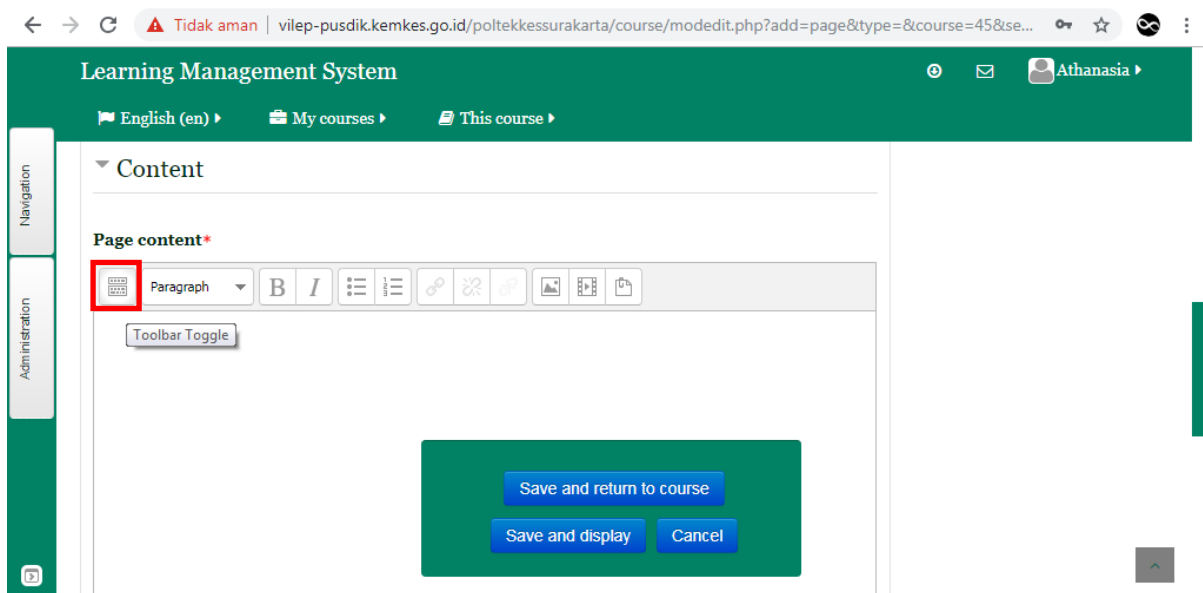 Tidak aman | vilep-pusdik.kemkes.go.id/poltekkessurakarta/course/modedit.php?add=page&type=&course=45&se...
Learning Management System
Athanasia
English (en)
My courses
This course
Navigation
Content
Page content*
Paragraph
B I
Toolbar Toggle
Administration
Save and return to course
Save and display
Cancel